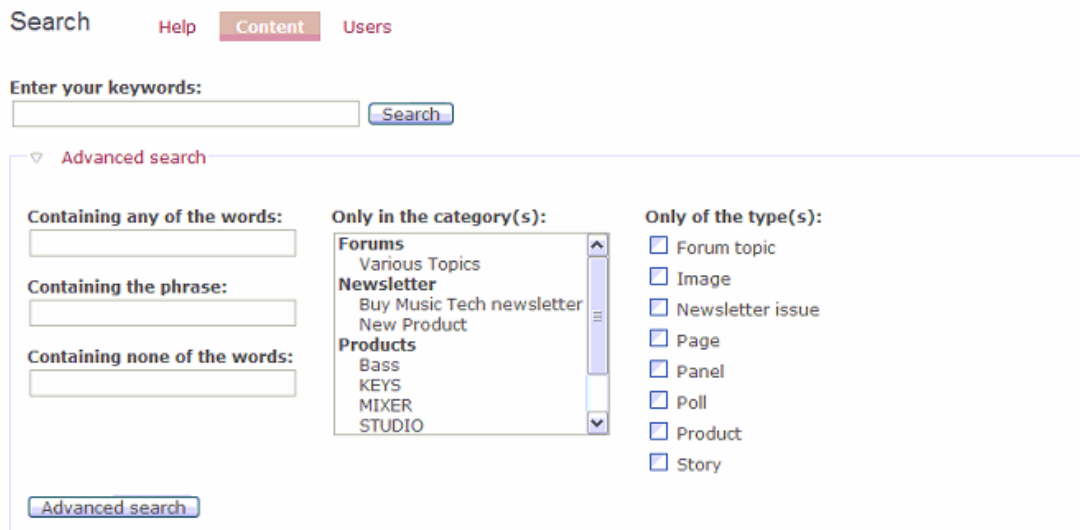 Search Help Content Users
Enter your keywords:
Search
Advanced search
Containing any of the words:
Containing the phrase:
Containing none of the words:
Only in the category(s):
Forums
Various Topics
Newsletter
Buy Music Tech newsletter
New Product
Products
Bass
KEYS
MIXER
STUDIO
Only of the type(s):
Forum topic
Image
Newsletter issue
Page
Panel
Poll
Product
Story
Advanced search